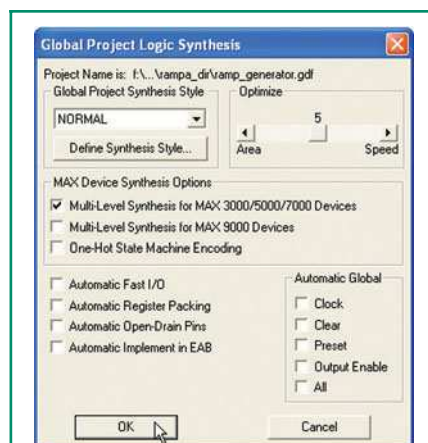 Global Project Logic Synthesis
Project Name is: f:\...\rampa_dir\ramp_generator.gdf
Global Project Synthesis Style
NORMAL
Define Synthesis Style...
Optimize
5
Area Speed
MAX Device Synthesis Options
Multi-Level Synthesis for MAX 3000/5000/7000 Devices
Multi-Level Synthesis for MAX 9000 Devices
One-Hot State Machine Encoding
Automatic Fast I/O
Automatic Register Packing
Automatic Open-Drain Pins
Automatic Implement in EAB
Automatic Global
Clock
Clear
Preset
Output Enable
All
OK Cancel